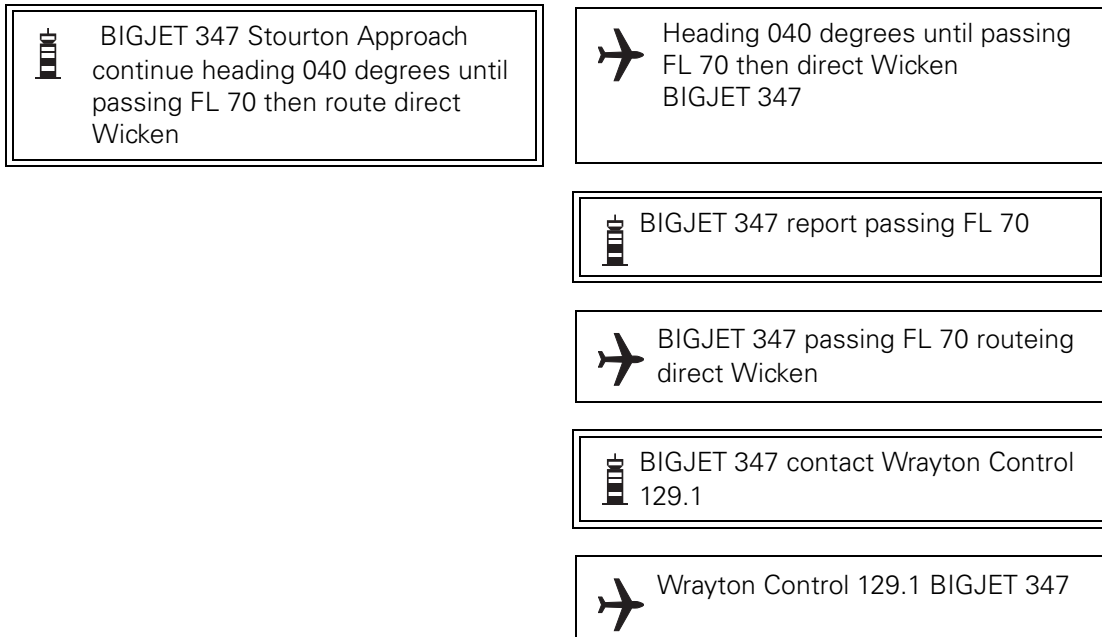 BIGJET 347 Stourton Approach
continue heading 040 degrees until
passing FL 70 then route direct
Wicken
Heading 040 degrees until passing
FL 70 then direct Wicken
BIGJET 347
BIGJET 347 report passing FL 70
BIGJET 347 passing FL 70 routeing
direct Wicken
BIGJET 347 contact Wrayton Control
129.1
Wrayton Control 129.1 BIGJET 347